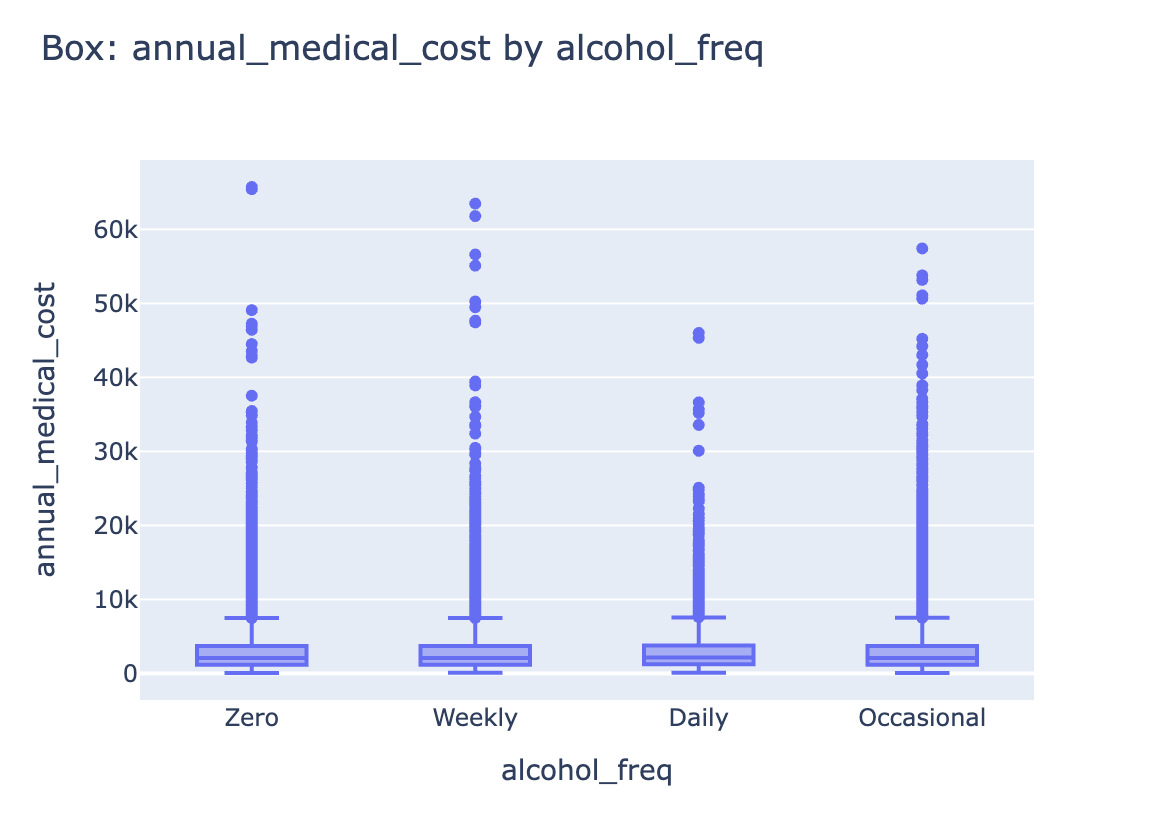 Box: annual_medical_cost by alcohol_freq
annual_medical_cost
60k
50k
40k
30k
20k
10k
0
Zero Weekly Daily Occasional
alcohol_freq